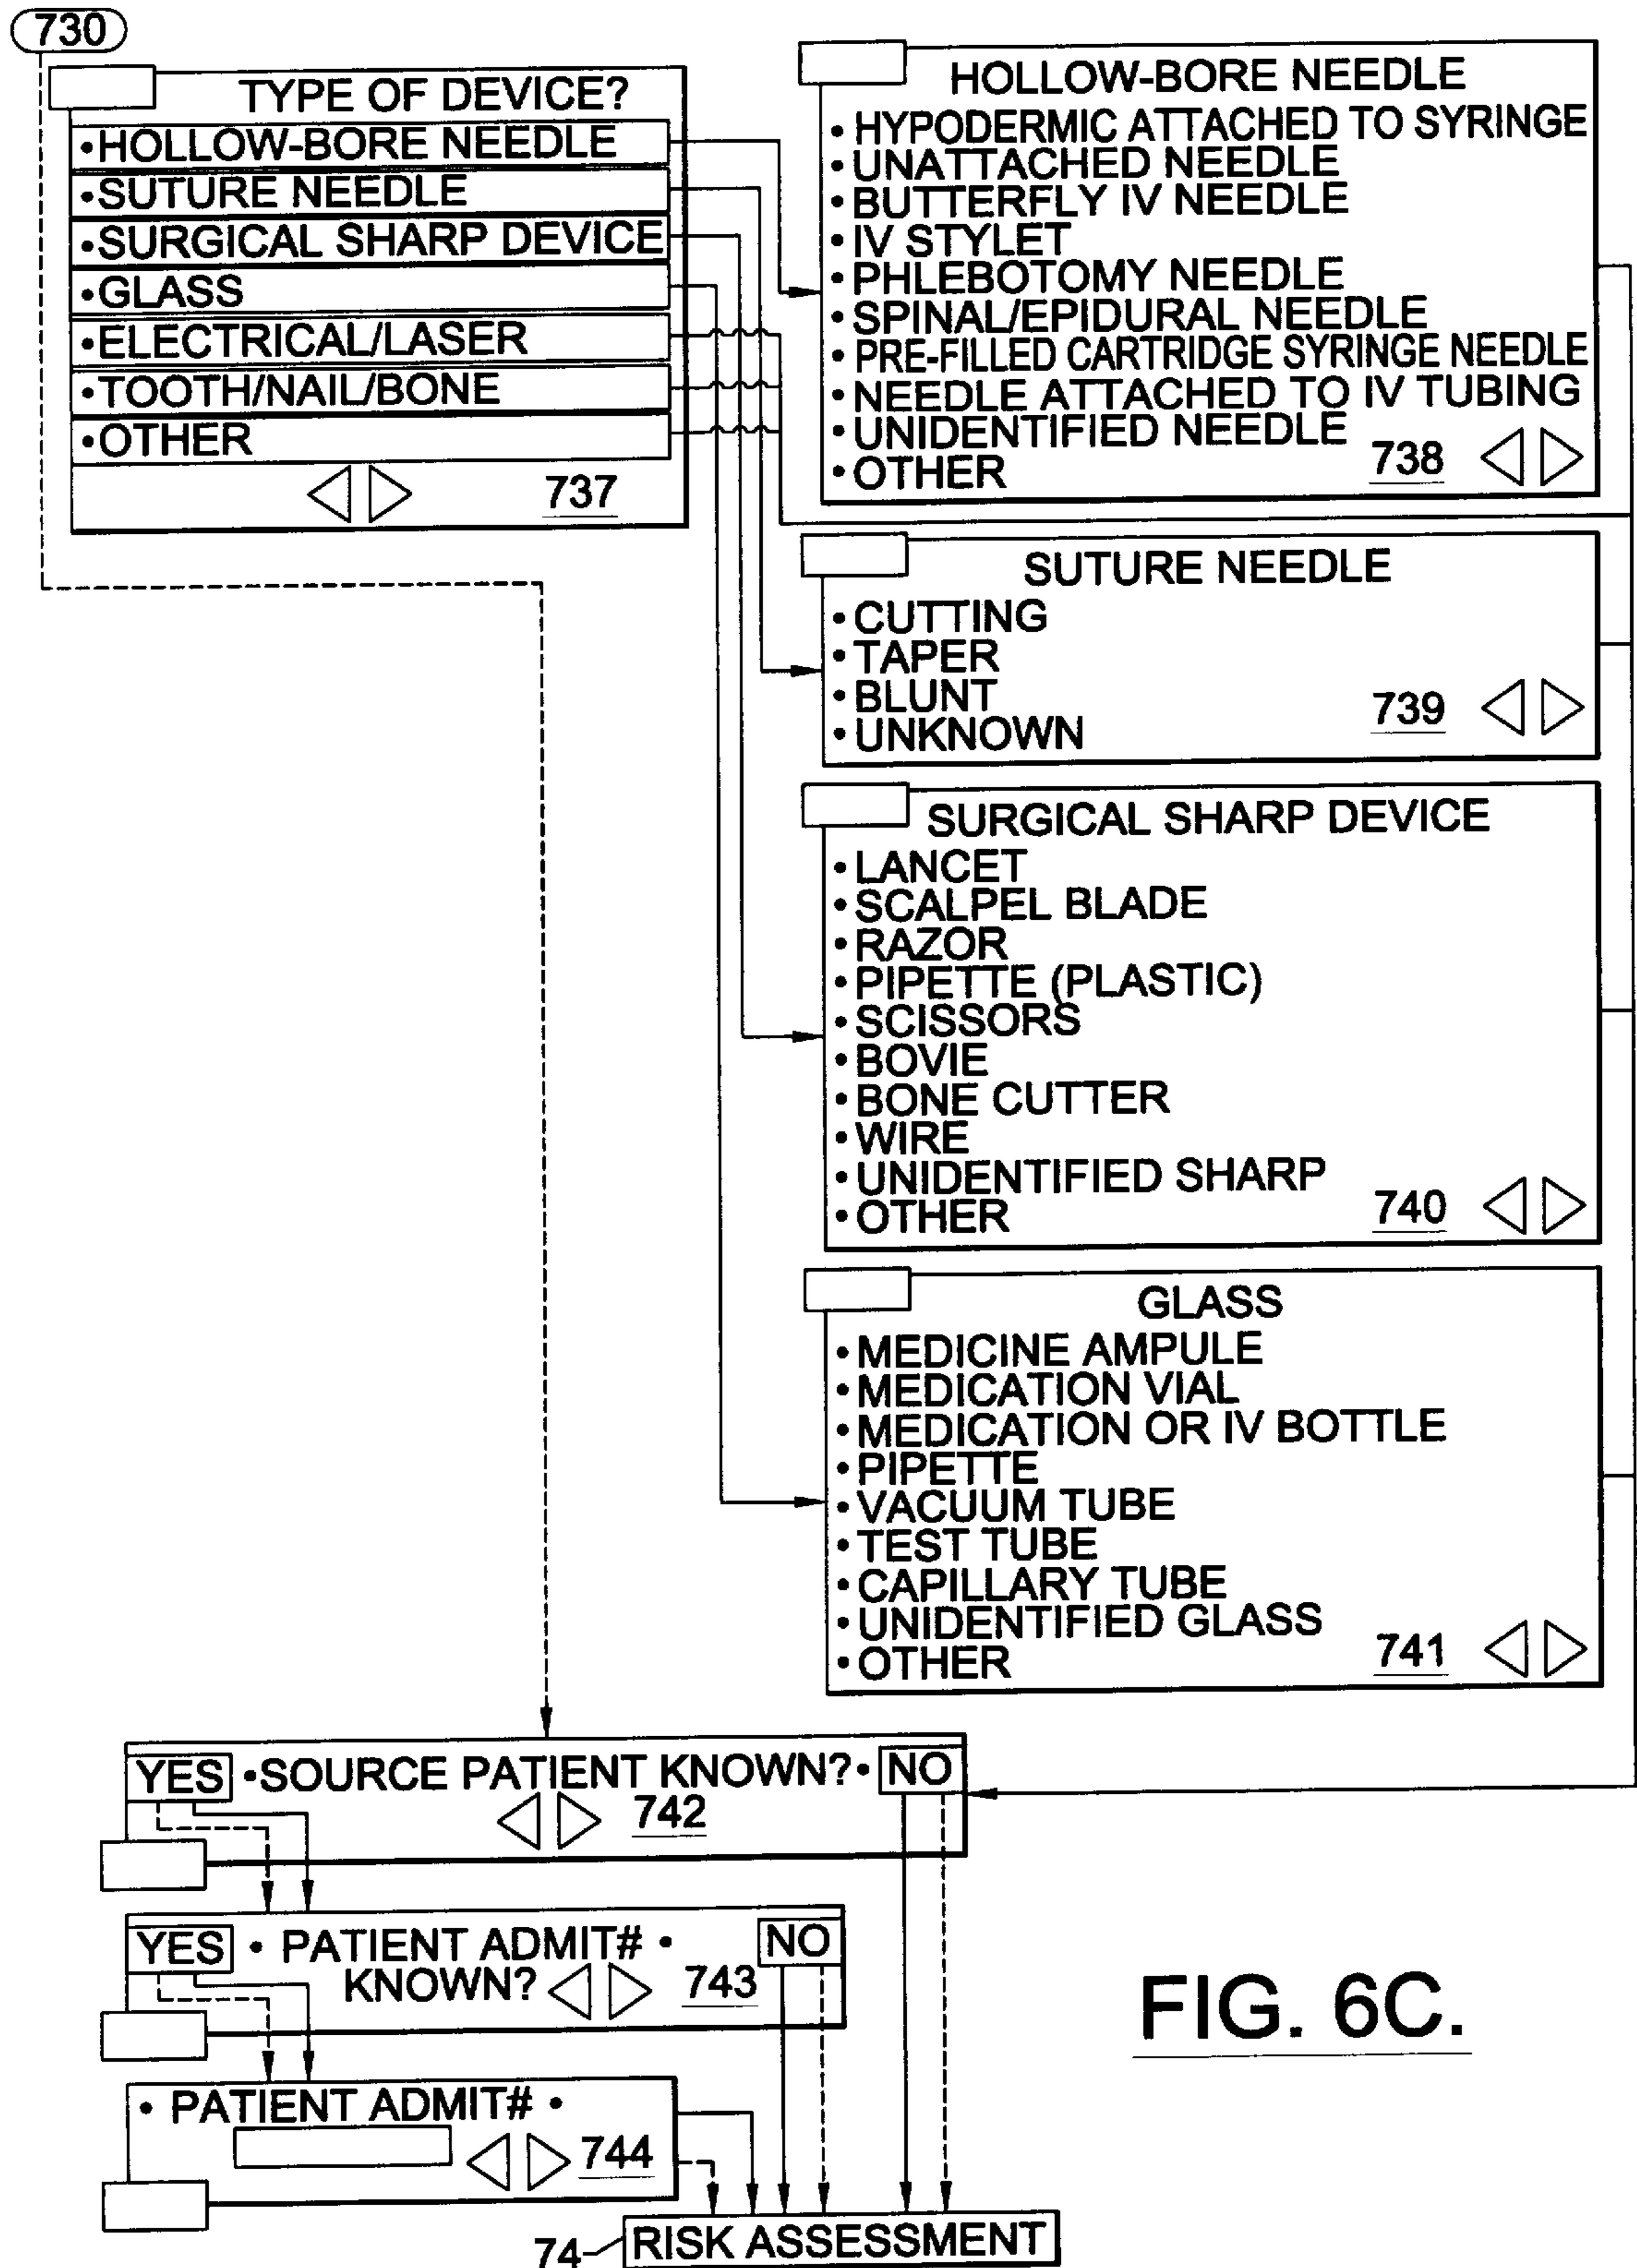 730
TYPE OF DEVICE?
•HOLLOW-BORE NEEDLE
•SUTURE NEEDLE
•SURGICAL SHARP DEVICE
•GLASS
•ELECTRICAL/LASER
•TOOTH/NAIL/BONE
•OTHER
737
HOLLOW-BORE NEEDLE
•HYPODERMIC ATTACHED TO SYRINGE
•UNATTACHED NEEDLE
•BUTTERFLY IV NEEDLE
•IV STYLET
•PHLEBOTOMY NEEDLE
•SPINAL/EPIDURAL NEEDLE
•PRE-FILLED CARTRIDGE SYRINGE NEEDLE
•NEEDLE ATTACHED TO IV TUBING
•UNIDENTIFIED NEEDLE
•OTHER 738
SUTURE NEEDLE
•CUTTING
•TAPER
•BLUNT
•UNKNOWN
739
SURGICAL SHARP DEVICE
•LANCET
•SCALPEL BLADE
•RAZOR
•PIPETTE (PLASTIC)
•SCISSORS
•BOVIE
•BONE CUTTER
•WIRE
•UNIDENTIFIED SHARP
•OTHER 740
GLASS
•MEDICINE AMPULE
•MEDICATION VIAL
•MEDICATION OR IV BOTTLE
•PIPETTE
•VACUUM TUBE
•TEST TUBE
•CAPILLARY TUBE
•UNIDENTIFIED GLASS
•OTHER 741
YES •SOURCE PATIENT KNOWN?• NO
742
YES • PATIENT ADMIT# • NO
KNOWN? 743
• PATIENT ADMIT# •
744
74 RISK ASSESSMENT
FIG. 6C.